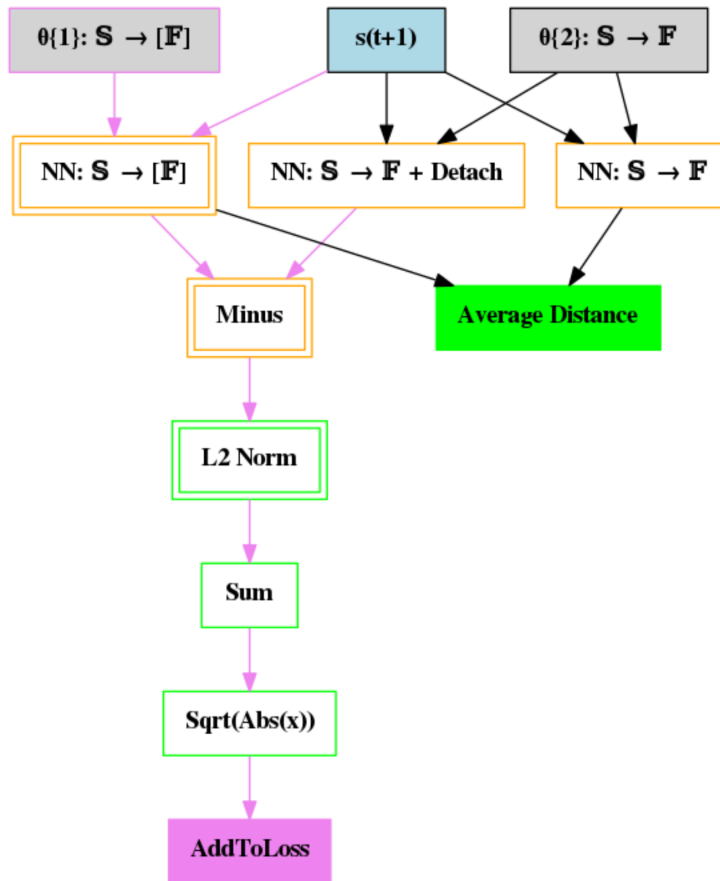 θ{1}: 𝕊 → [𝔽]
s(t+1)
θ{2}: 𝕊 → 𝔽
NN: 𝕊 → [𝔽]
NN: 𝕊 → 𝔽 + Detach
NN: 𝕊 → 𝔽
Minus
Average Distance
L2 Norm
Sum
Sqrt(Abs(x))
AddToLoss